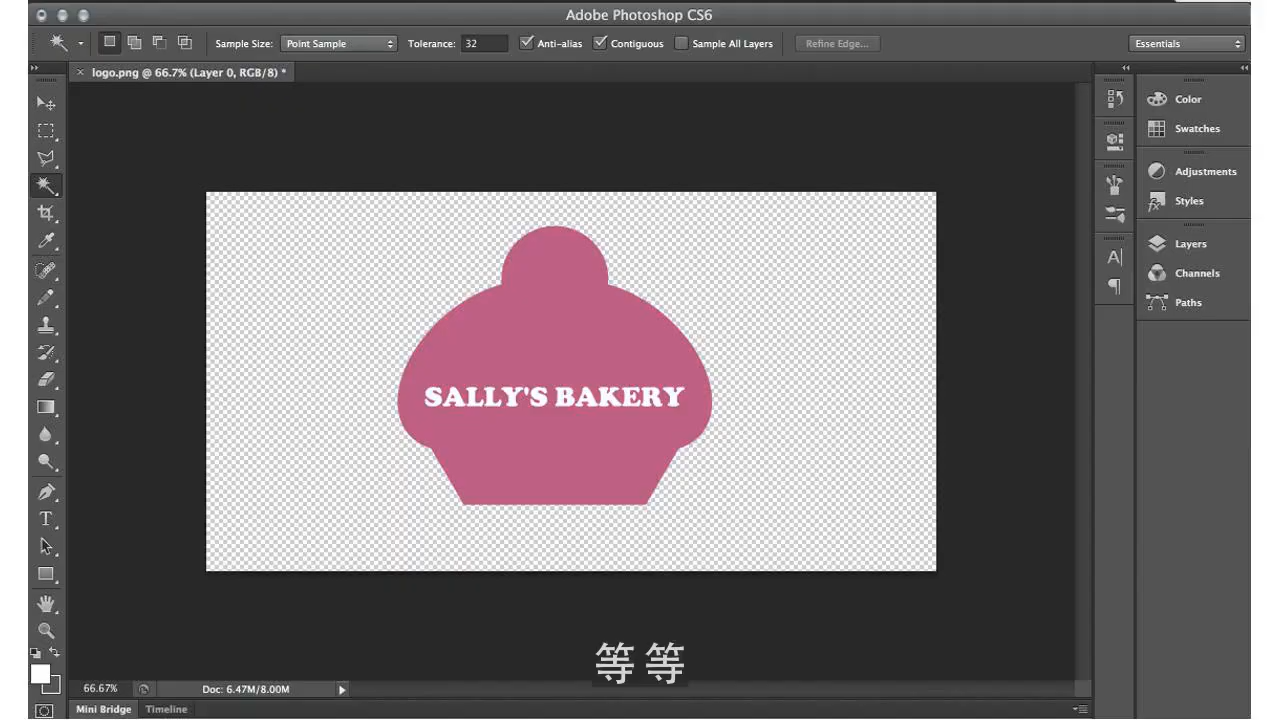 Adobe Photoshop CS6
Sample Size: Point Sample Tolerance: 32 Anti-alias Contiguous Sample All Layers Refine Edge... Essentials
logo.png @ 66.7% (Layer 0, RGB/8) *
Color
Swatches
Adjustments
Styles
Layers
Channels
Paths
SALLY'S BAKERY
等等
66.67% Doc: 6.47M/8.00M
Mini Bridge Timeline